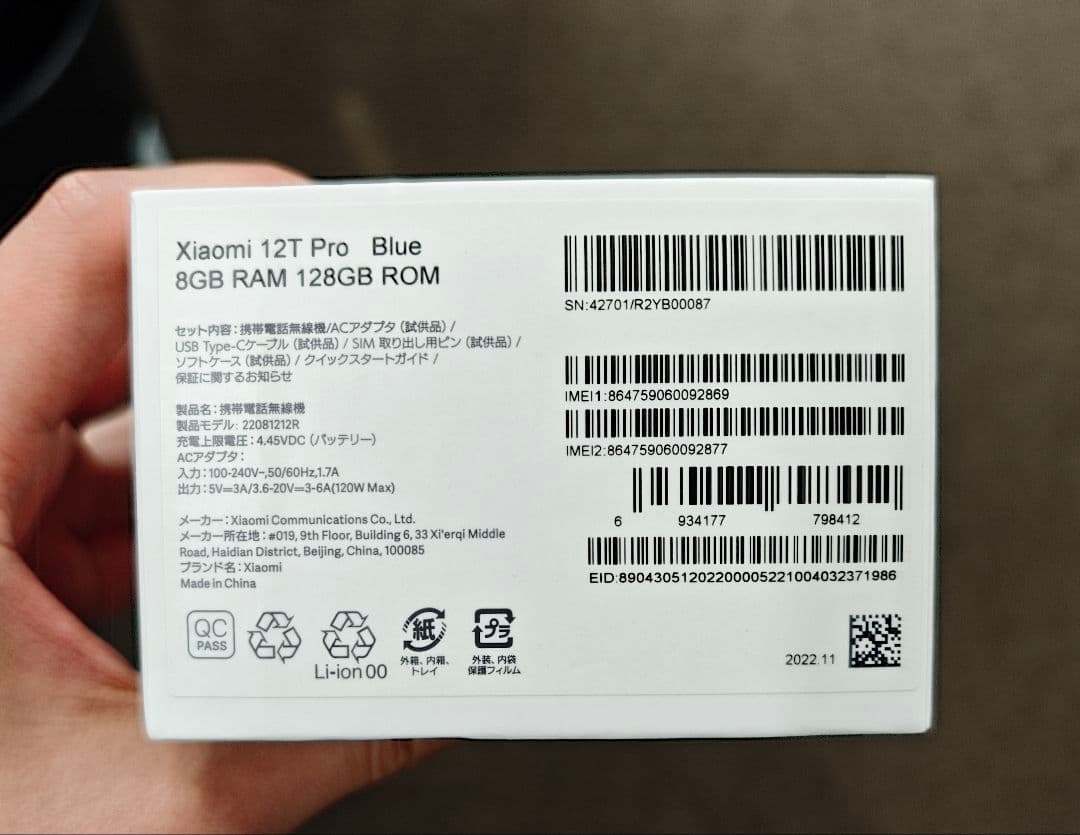 Xiaomi 12T Pro Blue
8GB RAM 128GB ROM
セット内容：携帯電話無線機/ACアダプタ（試供品）/
USB Type-Cケーブル（試供品）/ SIM 取り出し用ピン（試供品）/
ソフトケース（試供品）/ クイックスタートガイド /
保証に関するお知らせ
製品名：携帯電話無線機
製品モデル: 22081212R
充電上限電圧：4.45VDC（バッテリー）
ACアダプタ：
入力：100-240V~,50/60Hz,1.7A
出力：5V=3A/3.6-20V=3-6A(120W Max)
メーカー：Xiaomi Communications Co., Ltd.
メーカー所在地：#019, 9th Floor, Building 6, 33 Xi'erqi Middle
Road, Haidian District, Beijing, China, 100085
ブランド名：Xiaomi
Made in China
QC
PASS
Li-ion 00
紙
外箱、内箱、
トレイ
プラ
外装、内袋
保護フィルム
SN:42701/R2YB00087
IMEI1:864759060092869
IMEI2:864759060092877
6 934177 798412
EID:89043051202200005221004032371986
2022.11